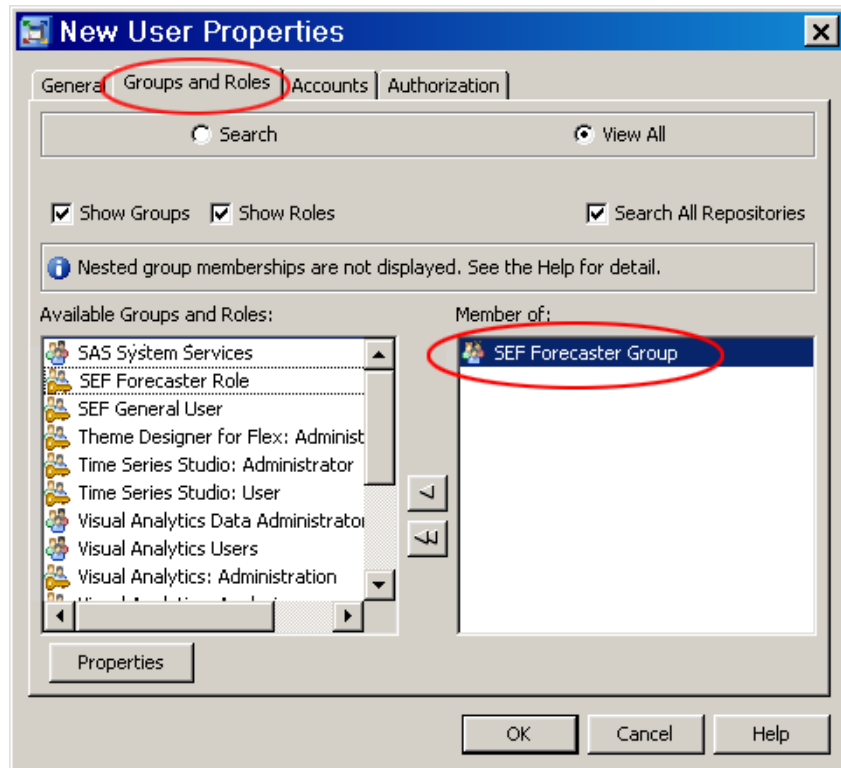 New User Properties
General Groups and Roles Accounts Authorization
Search View All
Show Groups Show Roles Search All Repositories
Nested group memberships are not displayed. See the Help for detail.
Available Groups and Roles: Member of:
SAS System Services SEF Forecaster Group
SEF Forecaster Role
SEF General User
Theme Designer for Flex: Administ
Time Series Studio: Administrator
Time Series Studio: User
Visual Analytics Data Administrator
Visual Analytics Users
Visual Analytics: Administration
Properties
OK Cancel Help